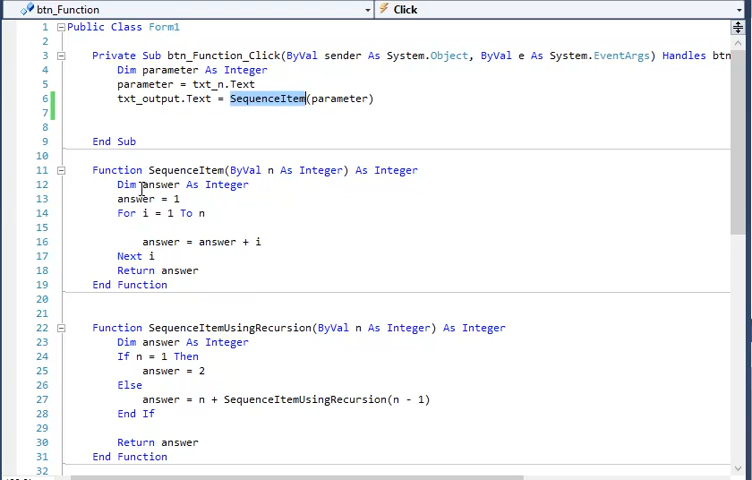 btn_Function
Click
1 Public Class Form1
2
3 Private Sub btn_Function_Click(ByVal sender As System.Object, ByVal e As System.EventArgs) Handles btn
4 Dim parameter As Integer
5 parameter = txt_n.Text
6 txt_output.Text = SequenceItem(parameter)
7
8
9 End Sub
10
11 Function SequenceItem(ByVal n As Integer) As Integer
12 Dim answer As Integer
13 answer = 1
14 For i = 1 To n
15
16 answer = answer + i
17 Next i
18 Return answer
19 End Function
20
21
22 Function SequenceItemUsingRecursion(ByVal n As Integer) As Integer
23 Dim answer As Integer
24 If n = 1 Then
25 answer = 2
26 Else
27 answer = n + SequenceItemUsingRecursion(n - 1)
28 End If
29
30 Return answer
31 End Function
32